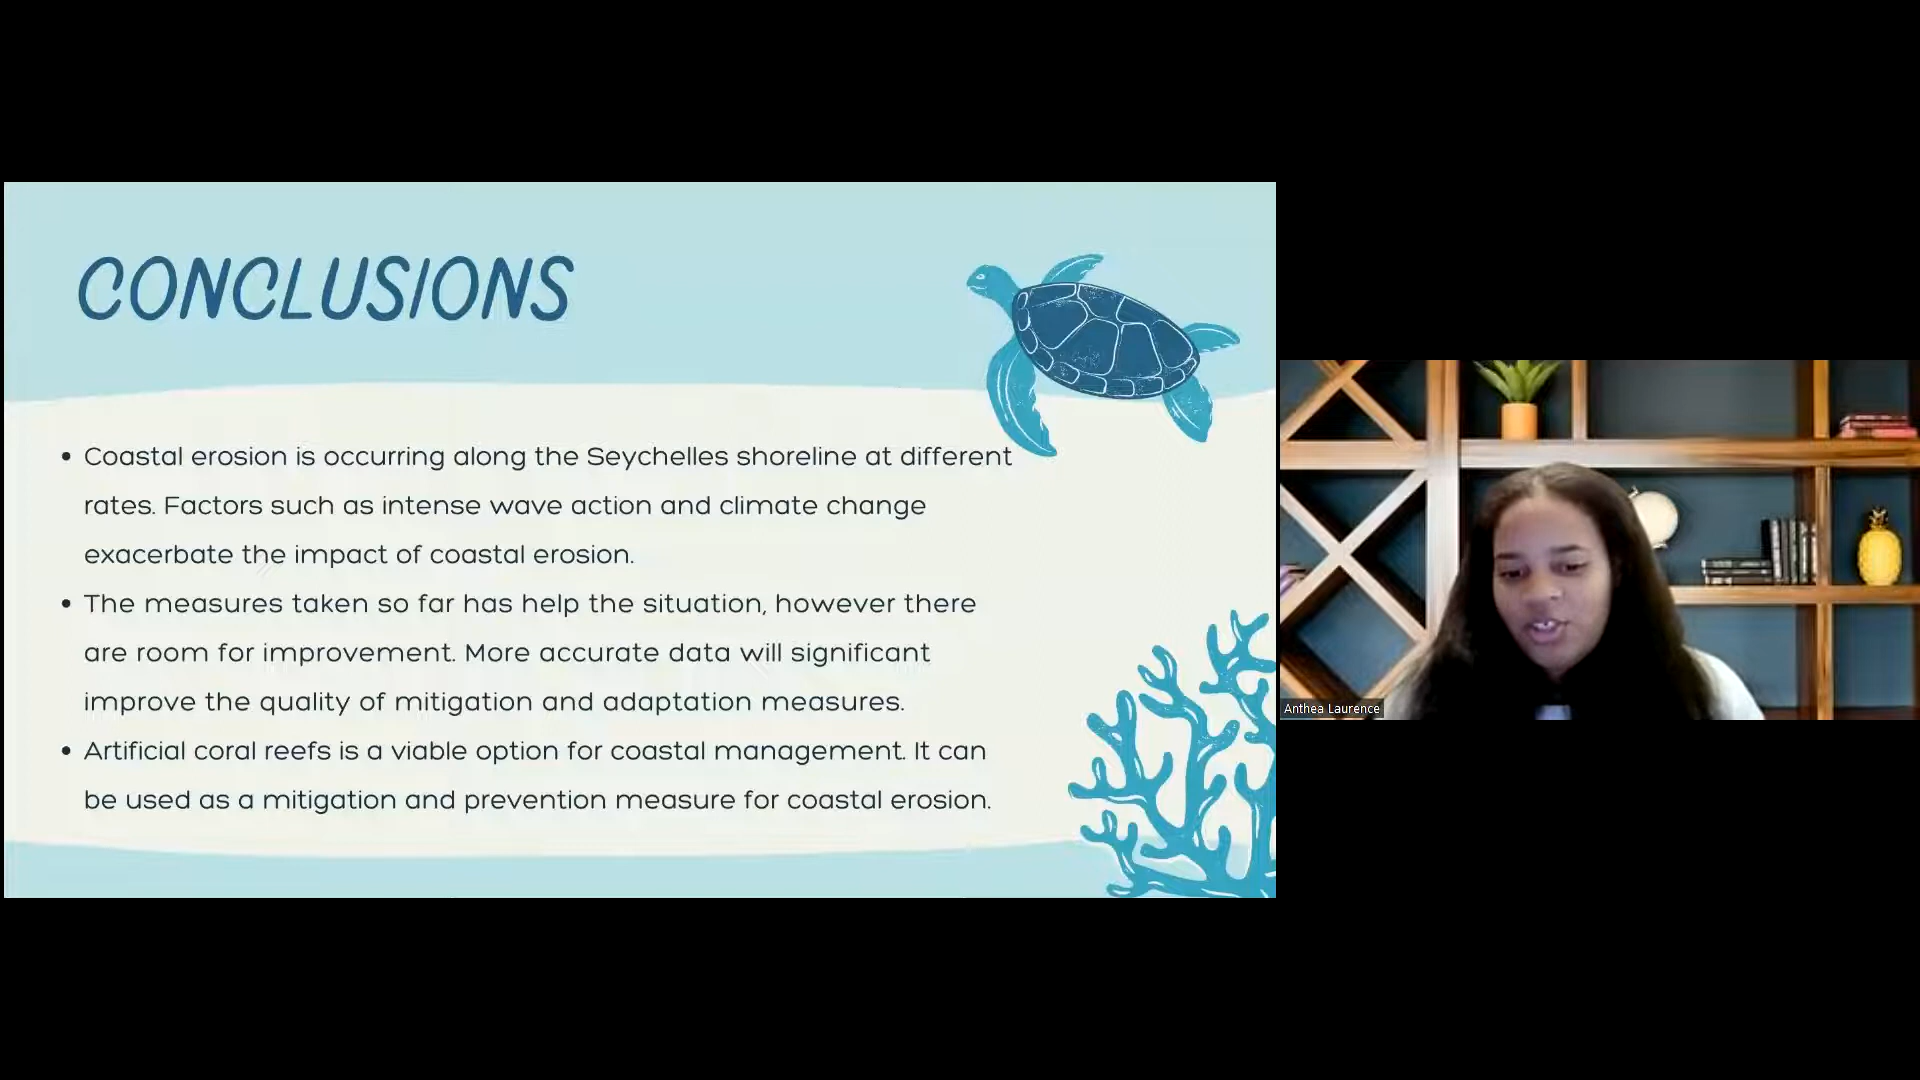 CONCLUSIONS
• Coastal erosion is occurring along the Seychelles shoreline at different
rates. Factors such as intense wave action and climate change
exacerbate the impact of coastal erosion.
• The measures taken so far has help the situation, however there
are room for improvement. More accurate data will significant
improve the quality of mitigation and adaptation measures.
• Artificial coral reefs is a viable option for coastal management. It can
be used as a mitigation and prevention measure for coastal erosion.
Anthea Laurence